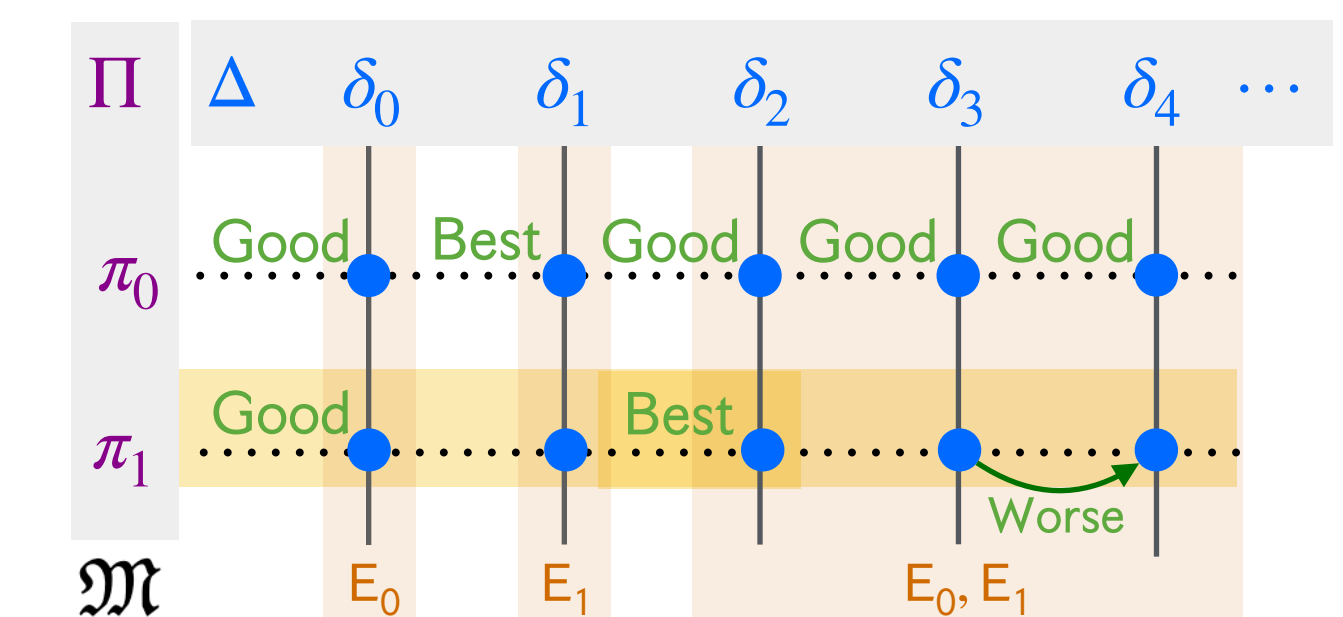 Π Δ δ₀ δ₁ δ₂ δ₃ δ₄ ⋯
Good Best Good Good Good
π₀
Good Best
π₁
Worse
𝔐 E₀ E₁ E₀, E₁